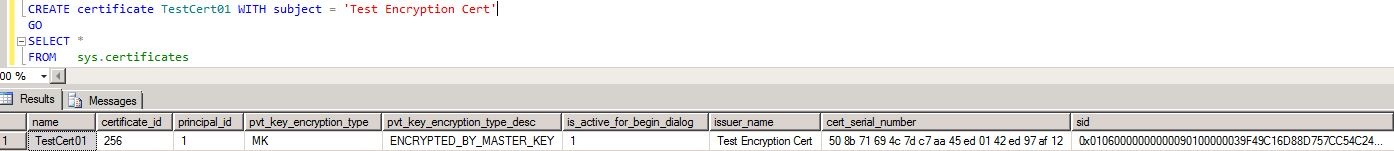 CREATE certificate TestCert01 WITH subject = 'Test Encryption Cert'
GO
SELECT *
FROM sys.certificates
00 %
Results Messages
name certificate_id principal_id pvt_key_encryption_type pvt_key_encryption_type_desc is_active_for_begin_dialog issuer_name cert_serial_number sid
1 TestCert01 256 1 MK ENCRYPTED_BY_MASTER_KEY 1 Test Encryption Cert 50 8b 71 69 4c 7d c7 aa 45 ed 01 42 ed 97 af 12 0x010600000000000901000000039F49C16D88D757CC54C24...